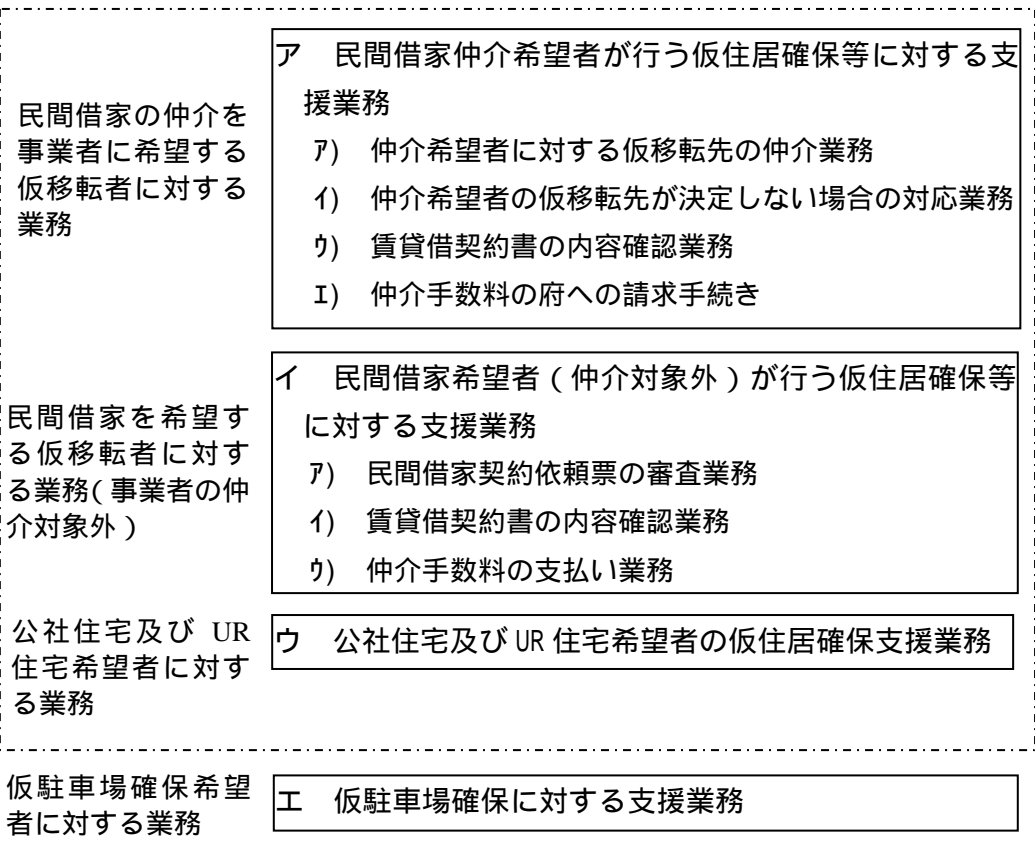 民間借家の仲介を
事業者に希望する
仮移転者に対する
業務
ア　民間借家仲介希望者が行う仮住居確保等に対する支
援業務
ｱ)　仲介希望者に対する仮移転先の仲介業務
ｲ)　仲介希望者の仮移転先が決定しない場合の対応業務
ｳ)　賃貸借契約書の内容確認業務
ｴ)　仲介手数料の府への請求手続き
民間借家を希望す
る仮移転者に対す
る業務(事業者の仲
介対象外)
イ　民間借家希望者(仲介対象外)が行う仮住居確保等
に対する支援業務
ｱ)　民間借家契約依頼票の審査業務
ｲ)　賃貸借契約書の内容確認業務
ｳ)　仲介手数料の支払い業務
公社住宅及び UR
住宅希望者に対す
る業務
ウ　公社住宅及び UR 住宅希望者の仮住居確保支援業務
仮駐車場確保希望
者に対する業務
エ　仮駐車場確保に対する支援業務